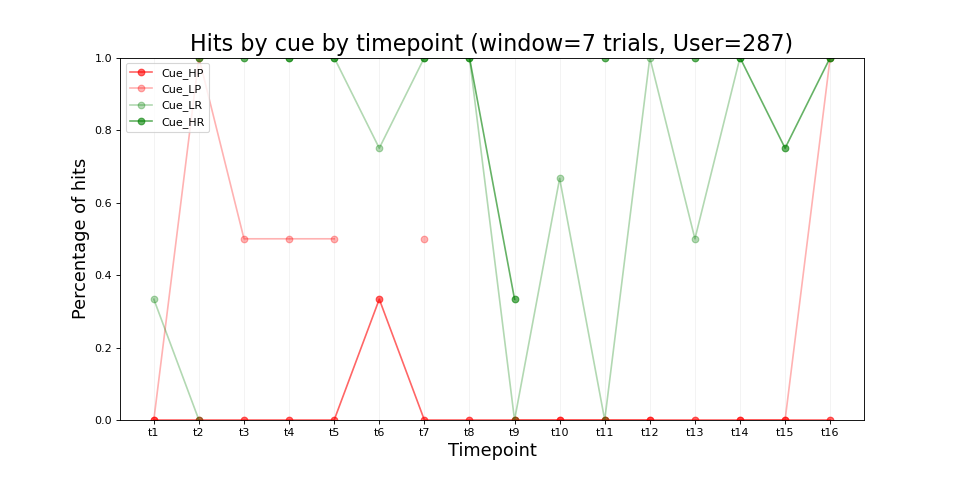 Hits by cue by timepoint (window=7 trials, User=287)
Cue_HP
Cue_LP
Cue_LR
Cue_HR
Percentage of hits
1.0
0.8
0.6
0.4
0.2
0.0
t1 t2 t3 t4 t5 t6 t7 t8 t9 t10 t11 t12 t13 t14 t15 t16
Timepoint